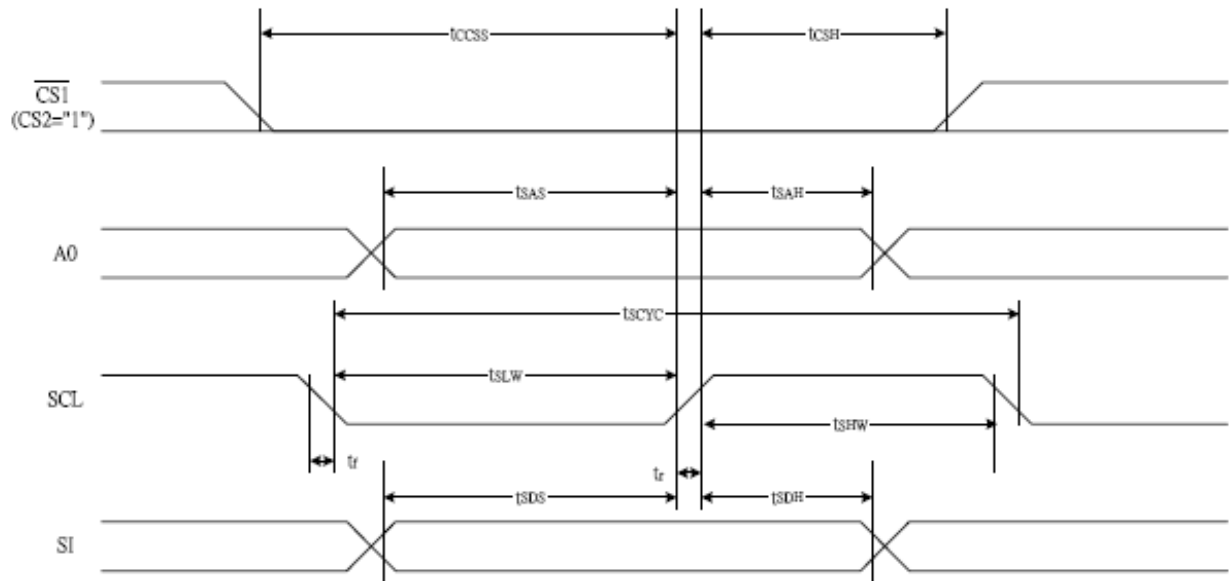 tCCSS tCSH
CS1
(CS2="1")
tSAS tSAH
A0
tSCYC
tSLW
SCL
tSHW
tf tr
tSDS tSDH
SI